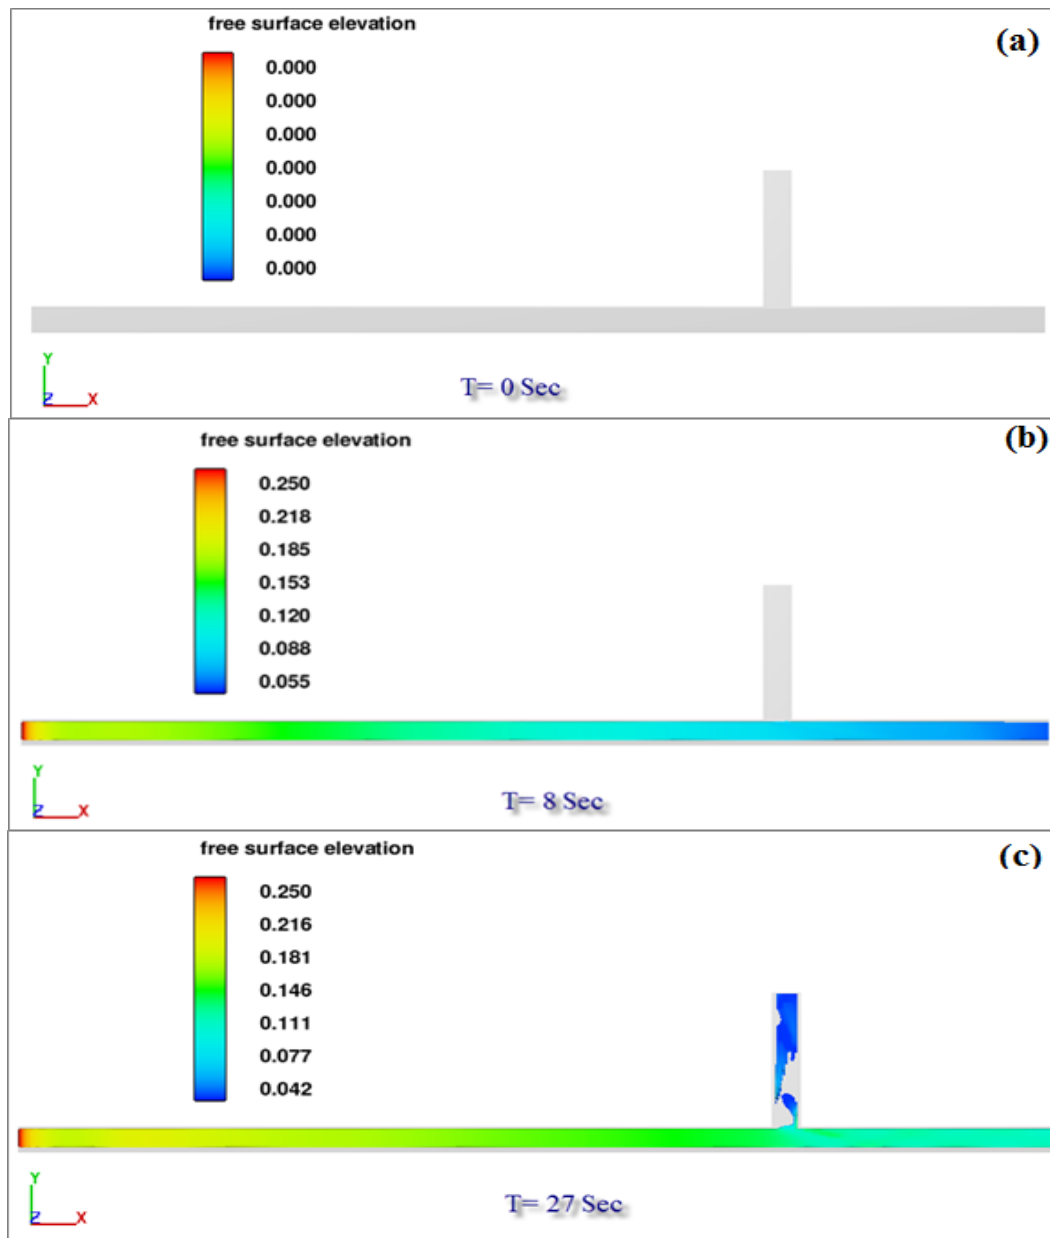 free surface elevation
(a)
0.000
0.000
0.000
0.000
0.000
0.000
0.000
Y
Z X
T= 0 Sec
free surface elevation
(b)
0.250
0.218
0.185
0.153
0.120
0.088
0.055
Y
Z X
T= 8 Sec
free surface elevation
(c)
0.250
0.216
0.181
0.146
0.111
0.077
0.042
Y
Z X
T= 27 Sec